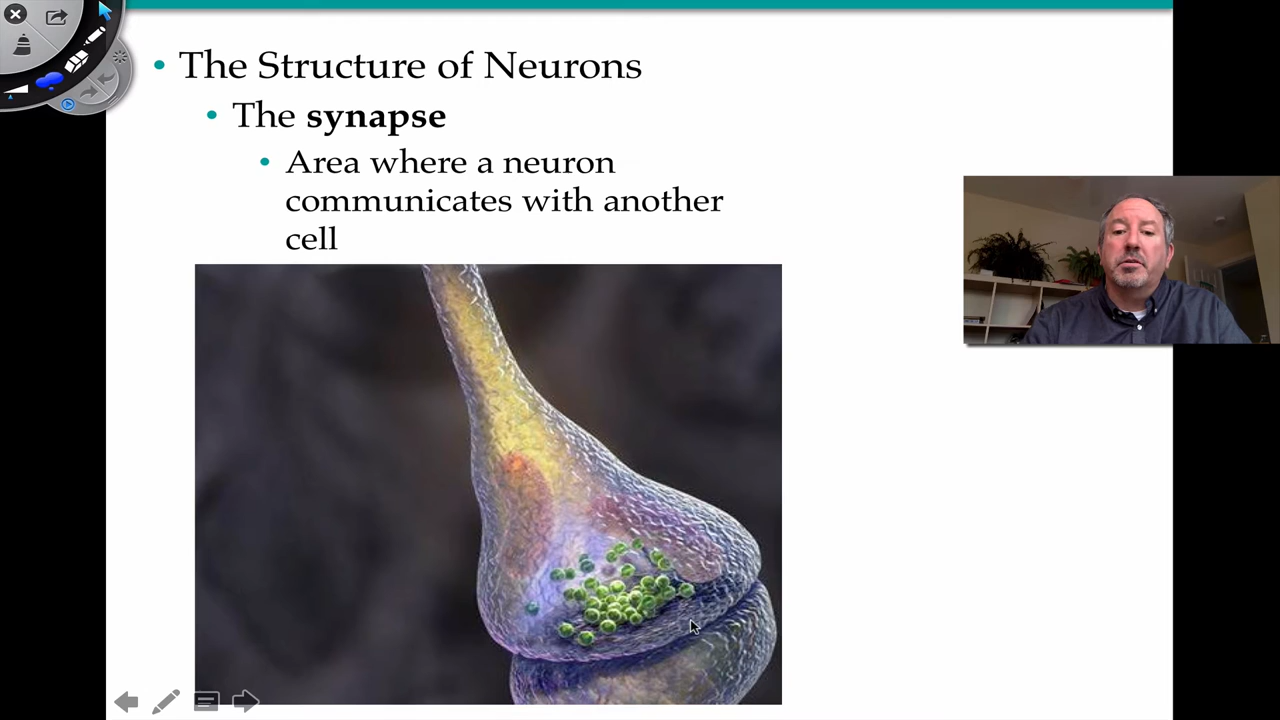 The Structure of Neurons
The synapse
Area where a neuron
communicates with another
cell